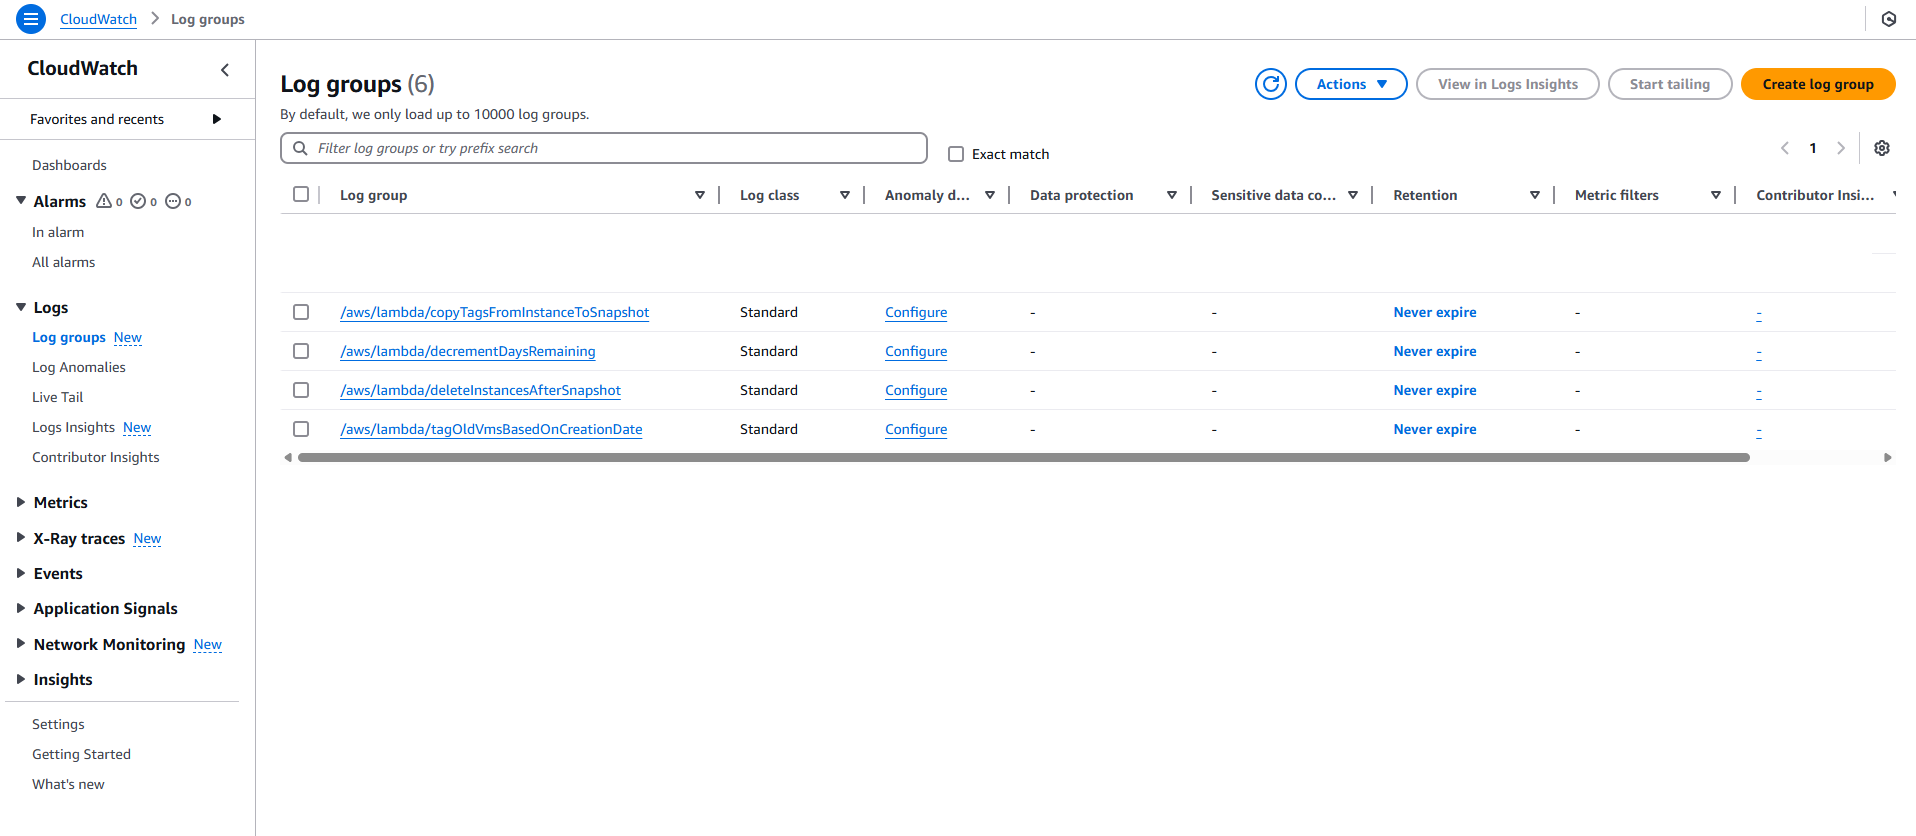 CloudWatch > Log groups
CloudWatch
Favorites and recents
Dashboards
Alarms 0 0 0
In alarm
All alarms
Logs
Log groups New
Log Anomalies
Live Tail
Logs Insights New
Contributor Insights
Metrics
X-Ray traces New
Events
Application Signals
Network Monitoring New
Insights
Settings
Getting Started
What's new
Log groups (6)
Actions
View in Logs Insights
Start tailing
Create log group
By default, we only load up to 10000 log groups.
Filter log groups or try prefix search
Exact match
1
Log group Log class Anomaly d... Data protection Sensitive data co... Retention Metric filters Contributor Insi...
/aws/lambda/copyTagsFromInstanceToSnapshot Standard Configure - - Never expire - -
/aws/lambda/decrementDaysRemaining Standard Configure - - Never expire - -
/aws/lambda/deleteInstancesAfterSnapshot Standard Configure - - Never expire - -
/aws/lambda/tagOldVmsBasedOnCreationDate Standard Configure - - Never expire - -